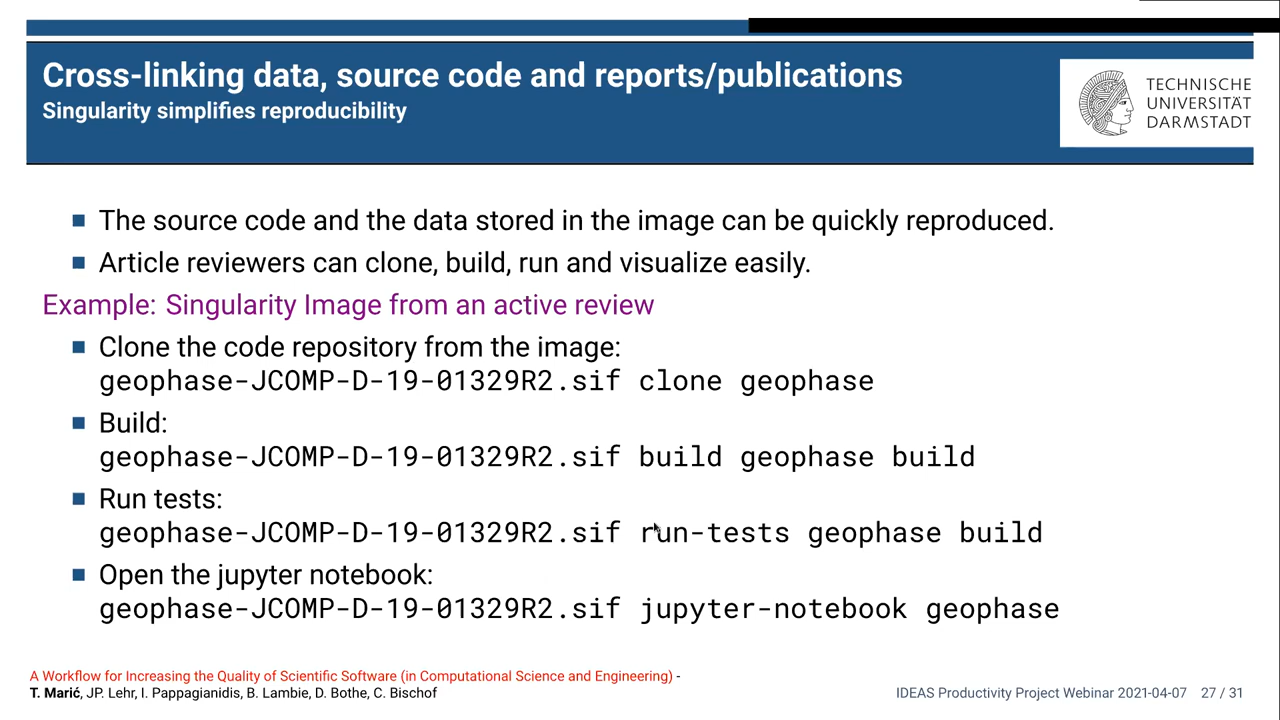 Cross-linking data, source code and reports/publications
Singularity simplifies reproducibility
TECHNISCHE
UNIVERSITÄT
DARMSTADT
The source code and the data stored in the image can be quickly reproduced.
Article reviewers can clone, build, run and visualize easily.
Example: Singularity Image from an active review
Clone the code repository from the image:
geophase-JCOMP-D-19-01329R2.sif clone geophase
Build:
geophase-JCOMP-D-19-01329R2.sif build geophase build
Run tests:
geophase-JCOMP-D-19-01329R2.sif run-tests geophase build
Open the jupyter notebook:
geophase-JCOMP-D-19-01329R2.sif jupyter-notebook geophase
A Workflow for Increasing the Quality of Scientific Software (in Computational Science and Engineering) -
T. Marić, JP. Lehr, I. Pappagianidis, B. Lambie, D. Bothe, C. Bischof
IDEAS Productivity Project Webinar 2021-04-07 27 / 31